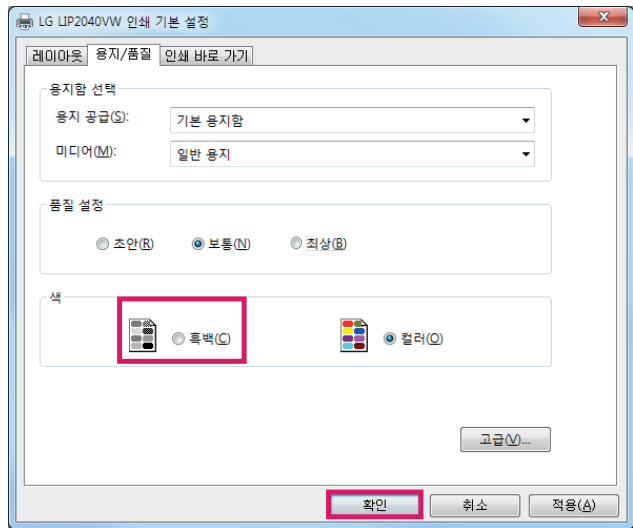 LG LIP2040VW 인쇄 기본 설정
레이아웃 용지/품질 인쇄 바로 가기
용지함 선택
용지 공급(S): 기본 용지함
미디어(M): 일반 용지
품질 설정
초안(R) 보통(N) 최상(B)
색
흑백(C) 컬러(O)
고급(V)...
확인 취소 적용(A)